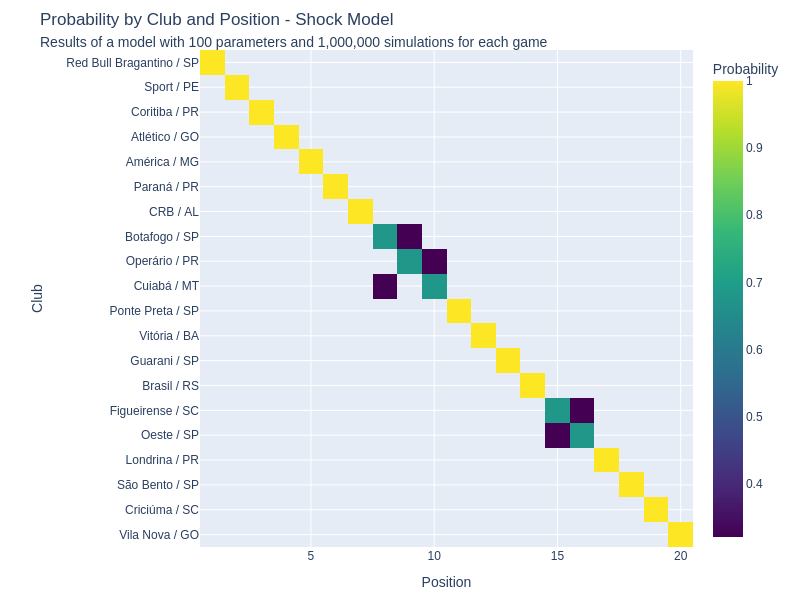 Probability by Club and Position - Shock Model
Results of a model with 100 parameters and 1,000,000 simulations for each game
Probability
Red Bull Bragantino / SP
Sport / PE
Coritiba / PR
Atlético / GO
América / MG
Paraná / PR
CRB / AL
Botafogo / SP
Operário / PR
Cuiabá / MT
Ponte Preta / SP
Vitória / BA
Guarani / SP
Brasil / RS
Figueirense / SC
Oeste / SP
Londrina / PR
São Bento / SP
Criciúma / SC
Vila Nova / GO
Club
5
10
15
20
Position
1
0.9
0.8
0.7
0.6
0.5
0.4